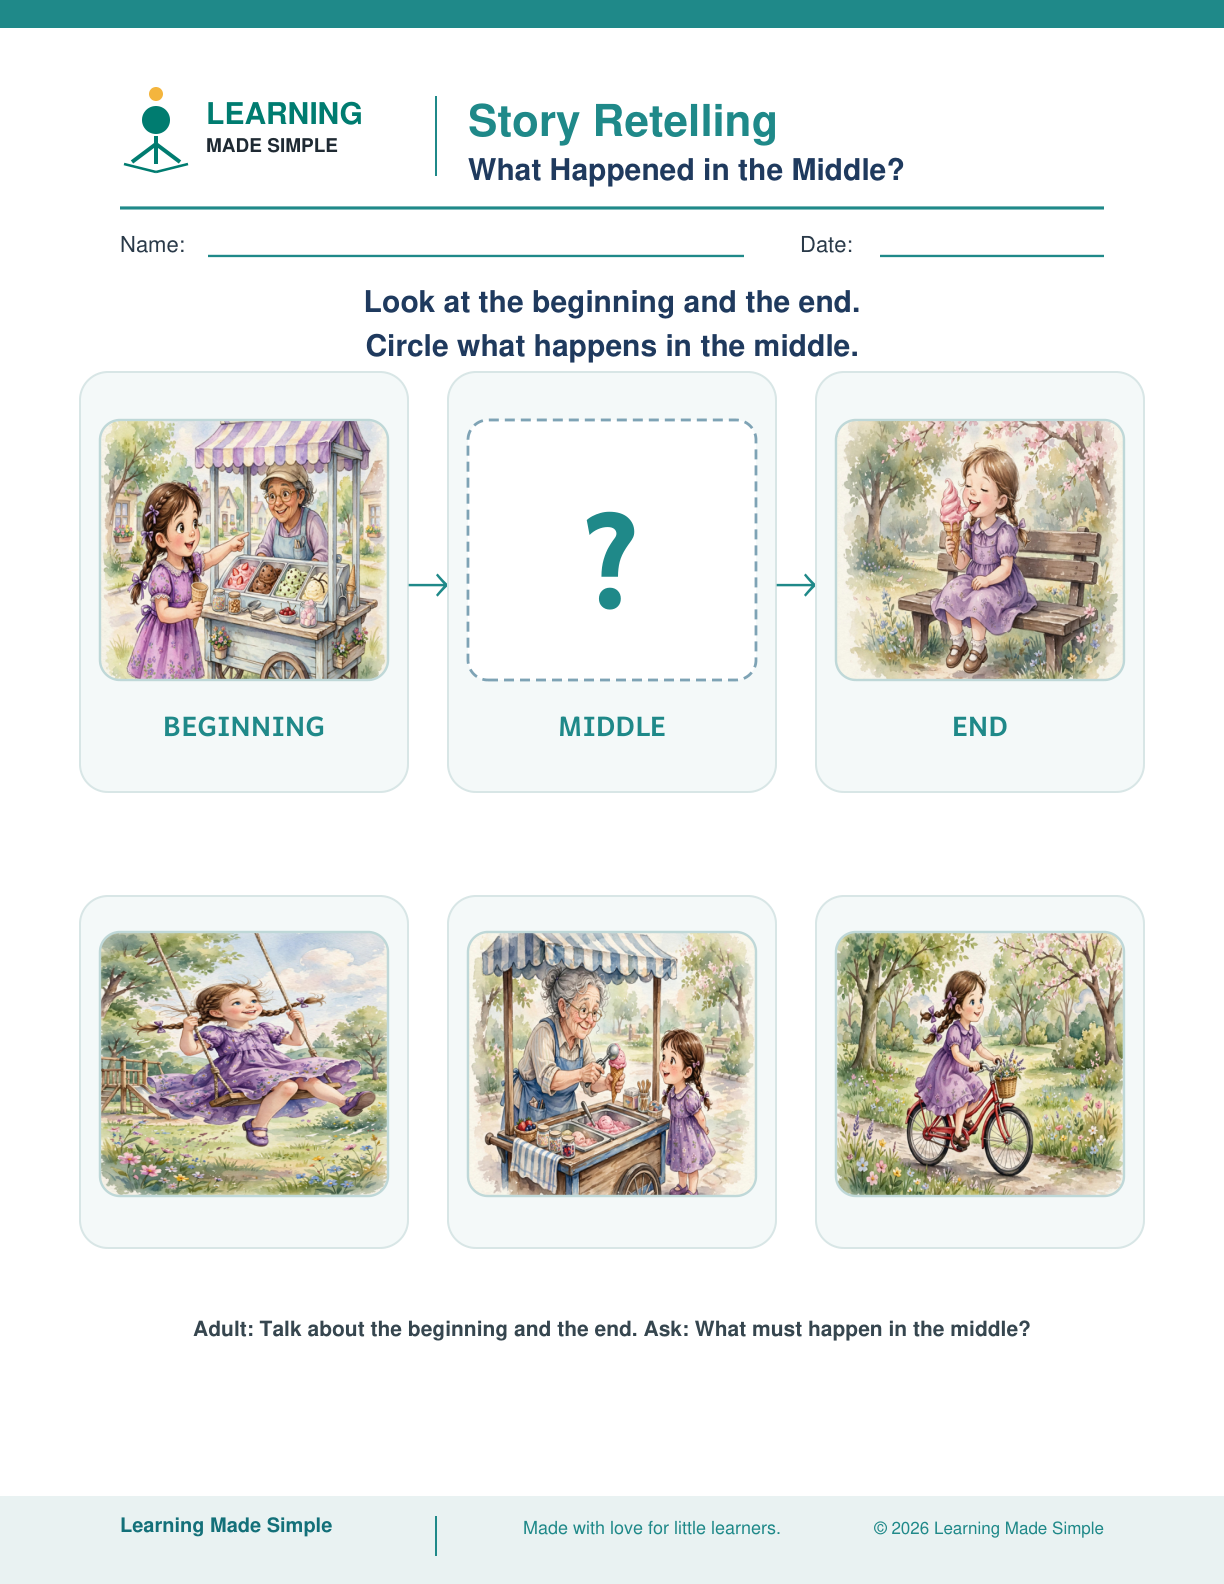 LEARNING
MADE SIMPLE
Story Retelling
What Happened in the Middle?
Name:
Date:
Look at the beginning and the end.
Circle what happens in the middle.
?
BEGINNING
MIDDLE
END
Adult: Talk about the beginning and the end. Ask: What must happen in the middle?
Learning Made Simple
Made with love for little learners.
© 2026 Learning Made Simple